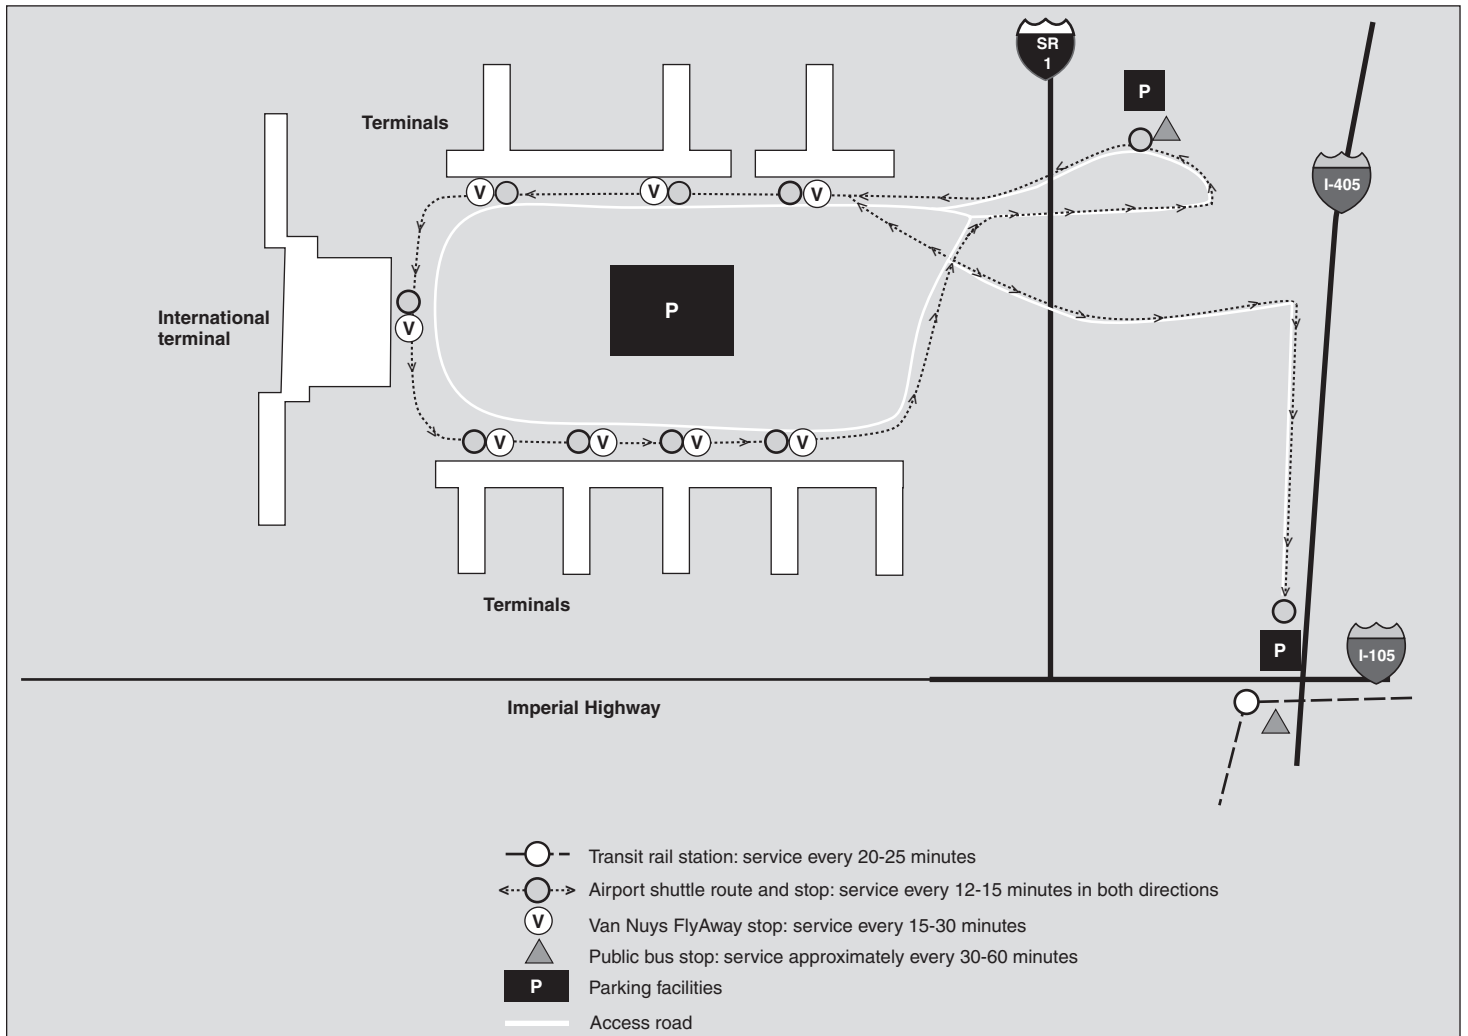 SR
1
P
Terminals
I-405
V
V
V
International
terminal
P
V
V
V
V
V
Terminals
P
I-105
Imperial Highway
Transit rail station: service every 20-25 minutes
Airport shuttle route and stop: service every 12-15 minutes in both directions
V
Van Nuys FlyAway stop: service every 15-30 minutes
Public bus stop: service approximately every 30-60 minutes
P
Parking facilities
Access road